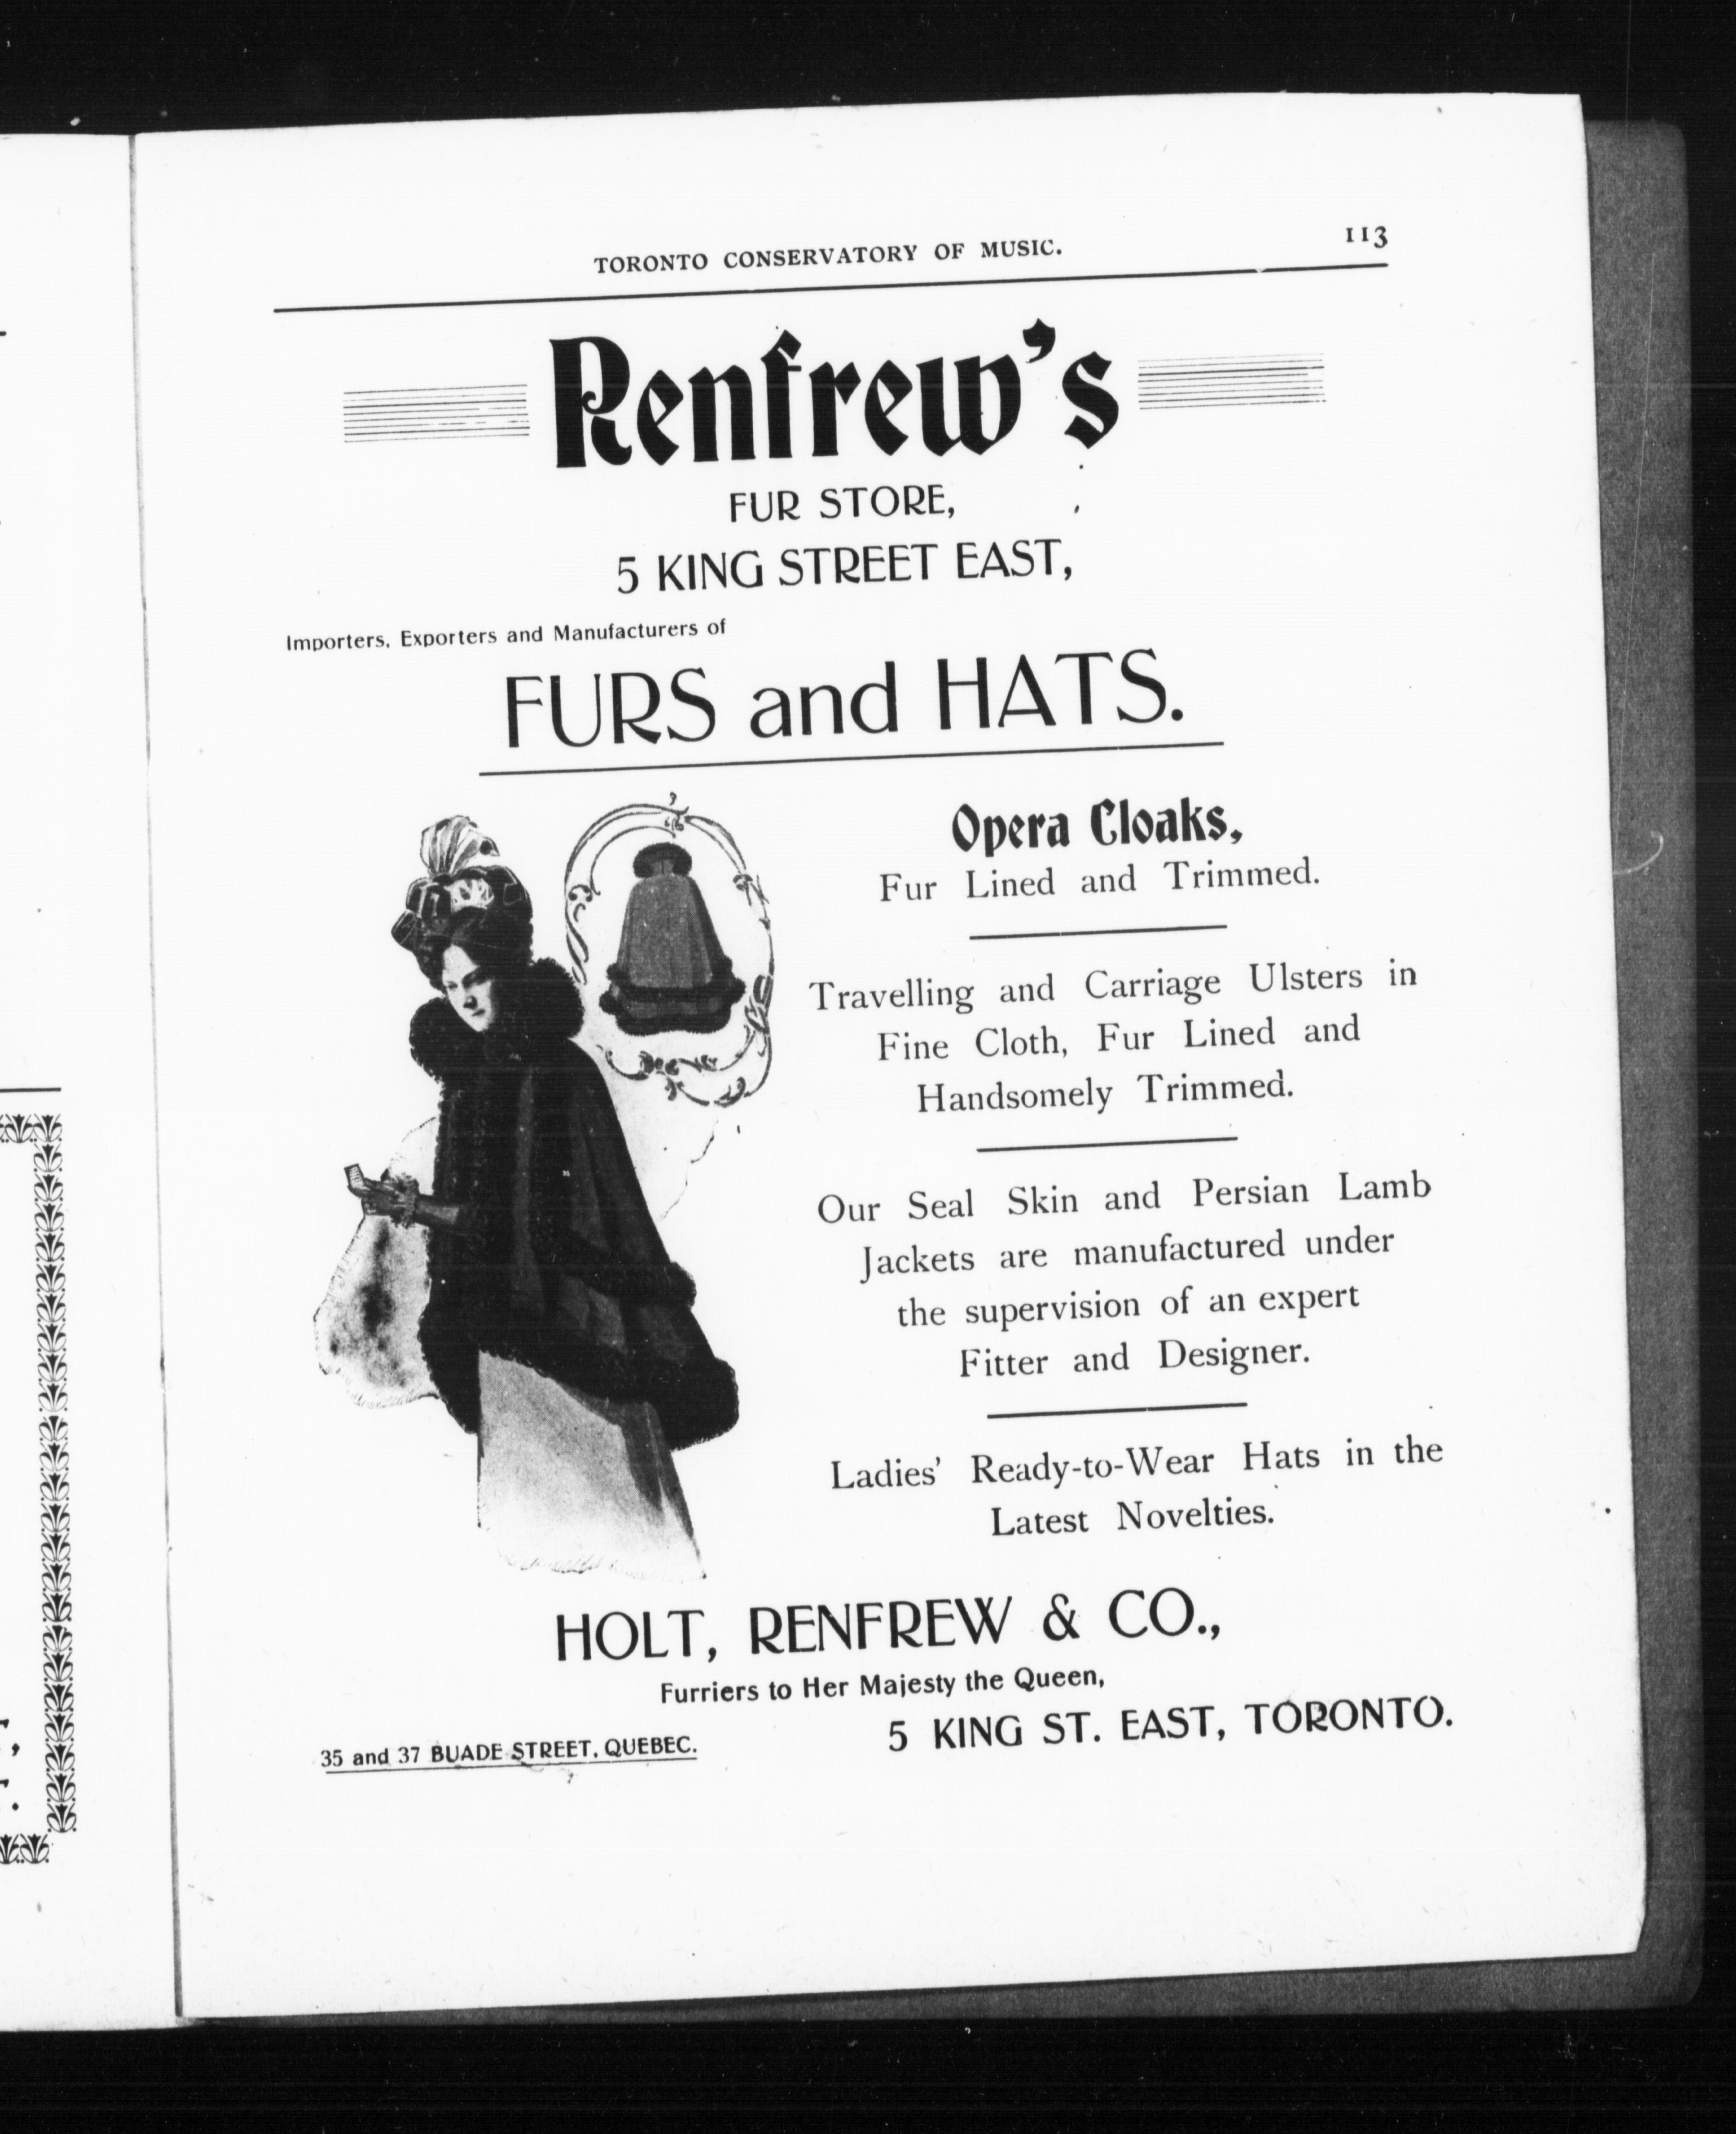 TORONTO CONSERVATORY OF MUSIC. 113
Renfrew's
FUR STORE,
5 KING STREET EAST,
Importers, Exporters and Manufacturers of
FURS and HATS.
Opera Cloaks,
Fur Lined and Trimmed.
Travelling and Carriage Ulsters in
Fine Cloth, Fur Lined and
Handsomely Trimmed.
Our Seal Skin and Persian Lamb
Jackets are manufactured under
the supervision of an expert
Fitter and Designer.
Ladies' Ready-to-Wear Hats in the
Latest Novelties.
HOLT, RENFREW & CO.,
Furriers to Her Majesty the Queen,
35 and 37 BUADE STREET, QUEBEC.
5 KING ST. EAST, TORONTO.